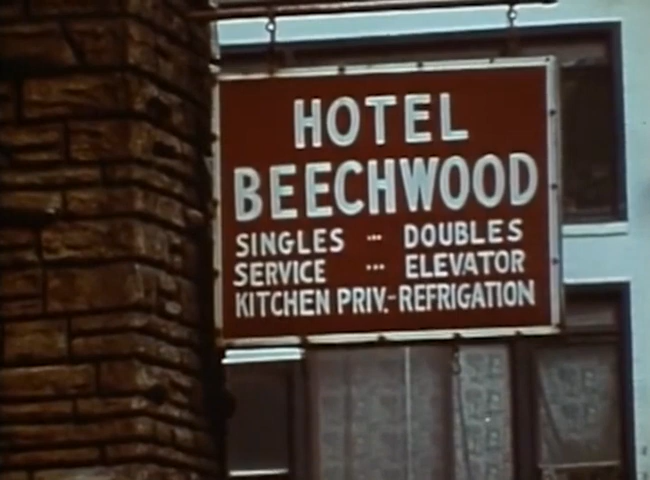 HOTEL
BEECHWOOD
SINGLES ... DOUBLES
SERVICE ... ELEVATOR
KITCHEN PRIV.-REFRIGATION